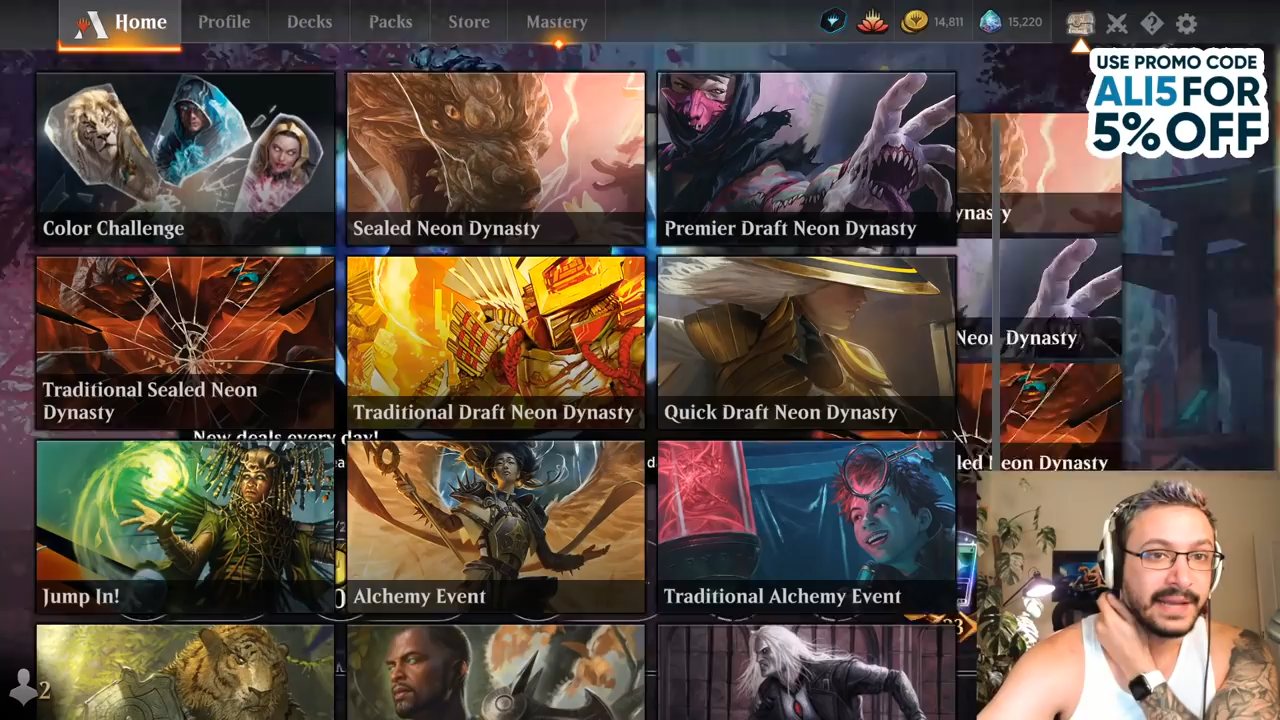 Home
Profile
Decks
Packs
Store
Mastery
14,811
15,220
USE PROMO CODE
ALI5 FOR
5% OFF
Color Challenge
Sealed Neon Dynasty
Premier Draft Neon Dynasty
Traditional Sealed Neon
Dynasty
Traditional Draft Neon Dynasty
Quick Draft Neon Dynasty
Neon Dynasty
New deals every day!
Jump In!
Alchemy Event
Traditional Alchemy Event
2